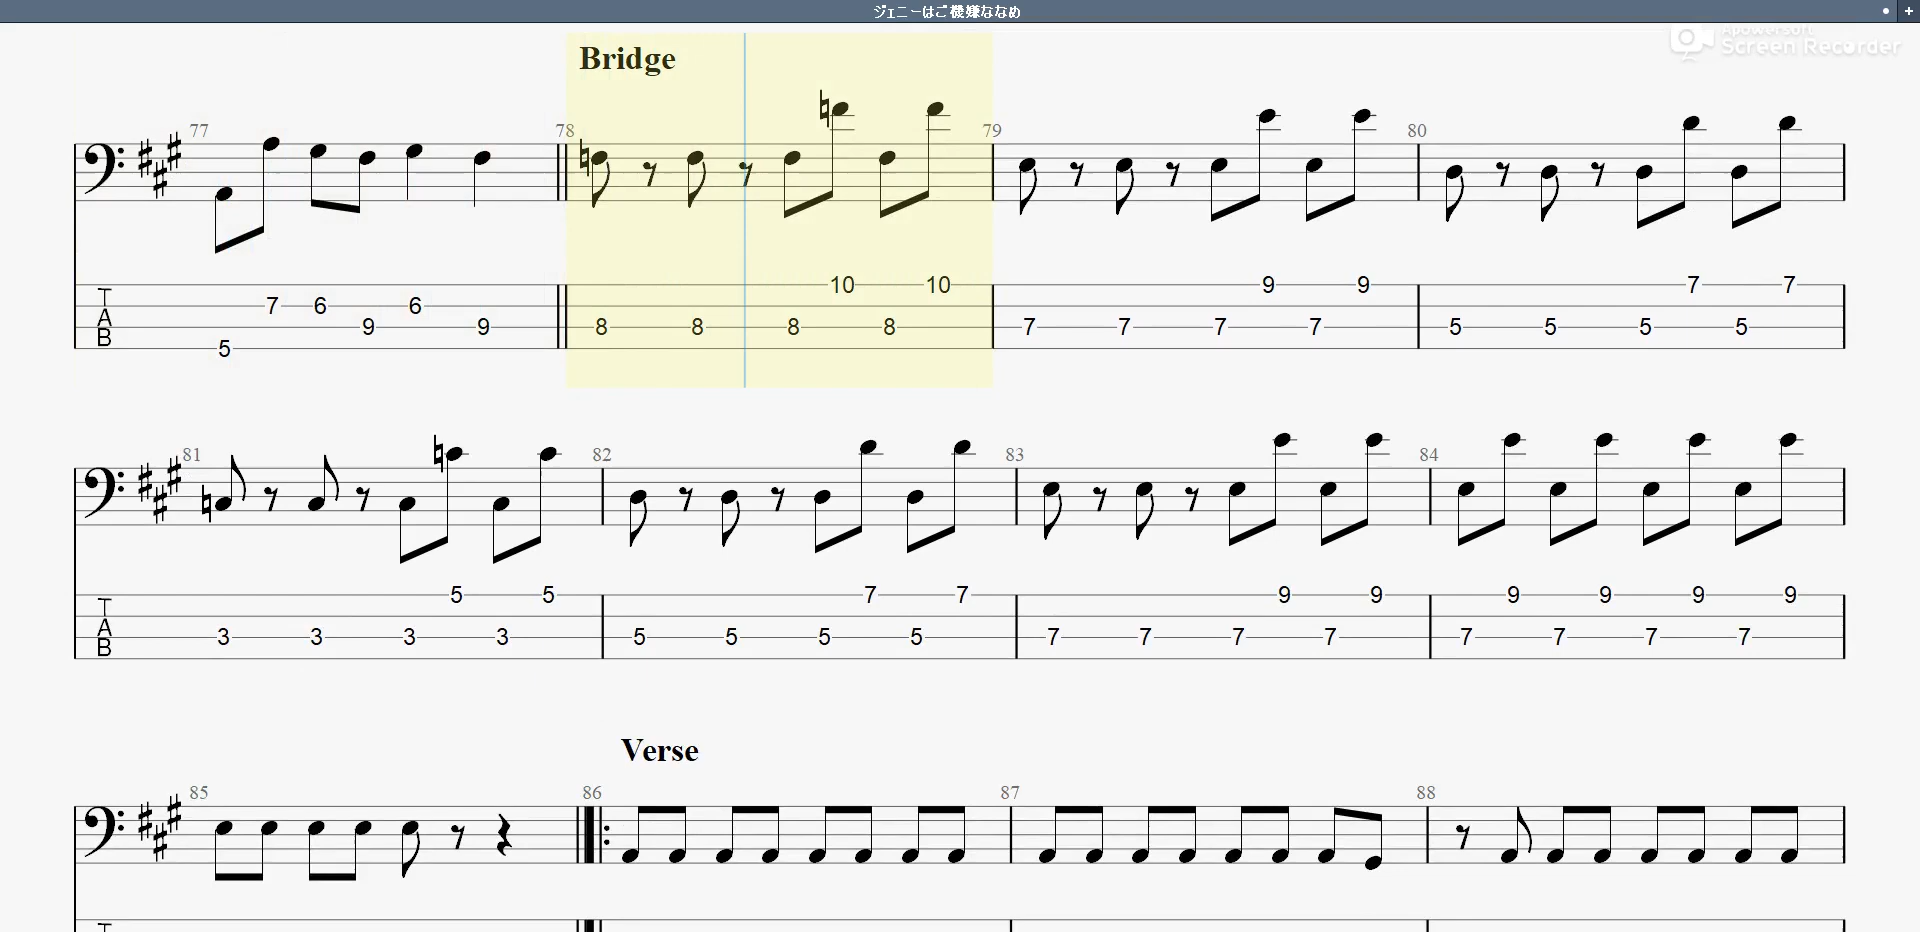 ジェニーはご機嫌ななめ
Apowersoft
Screen Recorder
Bridge
77 78 79 80
10 10 9 9 7 7
7 6 6
9 9 8 8 8 8 7 7 7 7 5 5 5 5
5
T
A
B
81 82 83 84
5 5 7 7 9 9 9 9 9 9
3 3 3 3 5 5 5 5 7 7 7 7 7 7 7 7
T
A
B
Verse
85 86 87 88
T